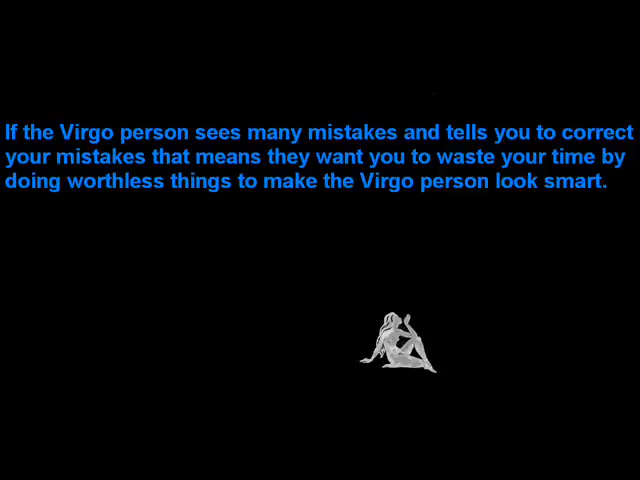 If the Virgo person sees many mistakes and tells you to correct
your mistakes that means they want you to waste your time by
doing worthless things to make the Virgo person look smart.